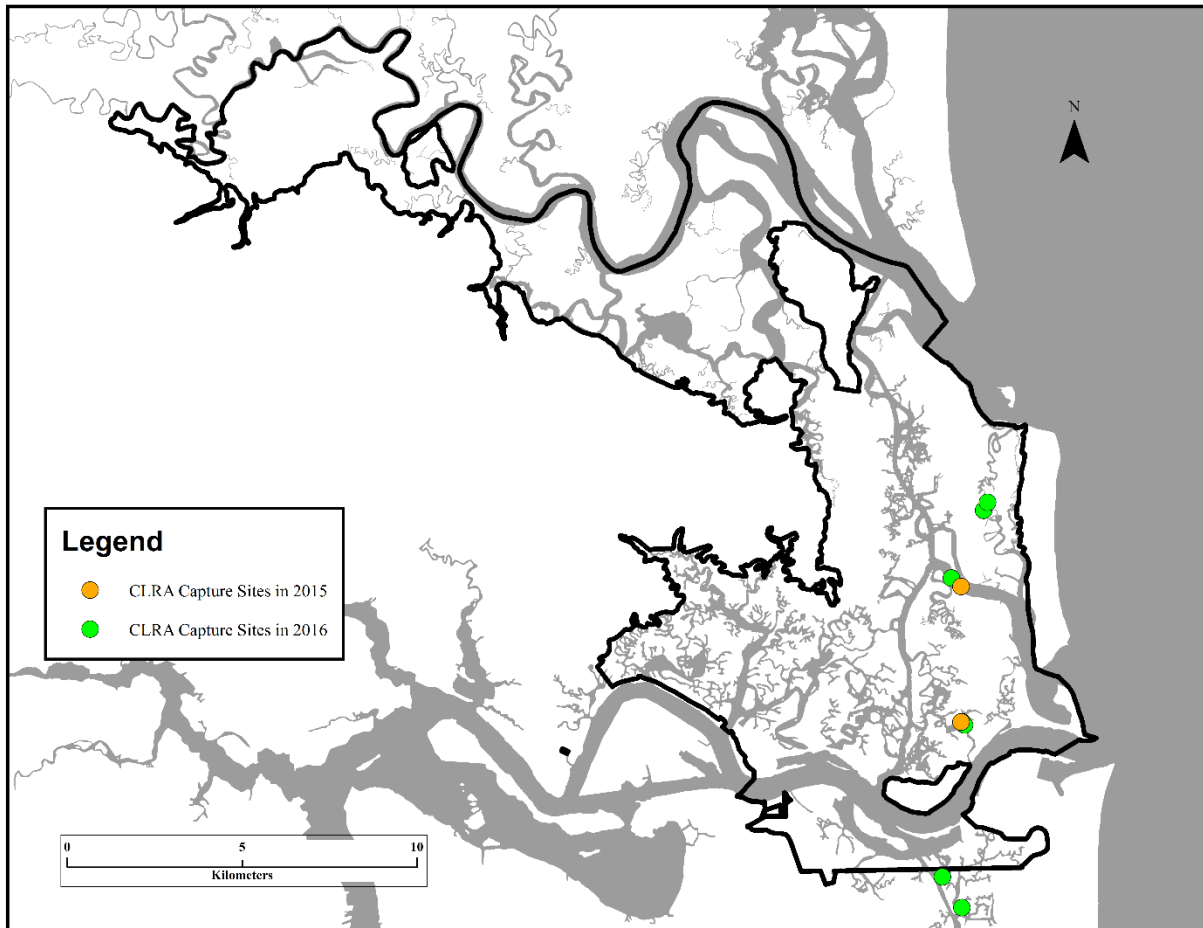 N
Legend
CLRA Capture Sites in 2015
CLRA Capture Sites in 2016
0 5 10
Kilometers